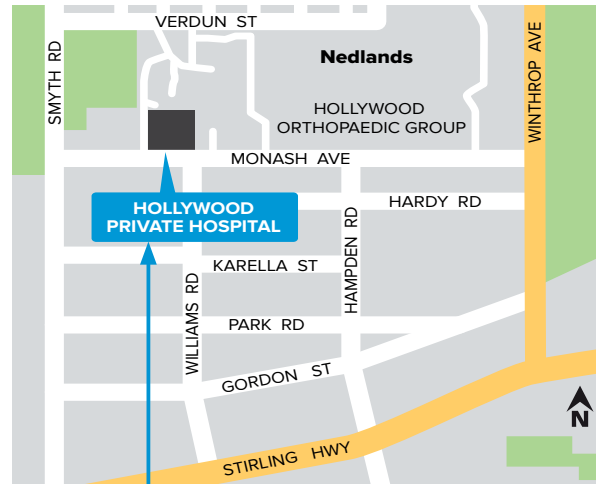 VERDUN ST
SMYTH RD
Nedlands
WINTHROP AVE
HOLLYWOOD
ORTHOPAEDIC GROUP
MONASH AVE
HOLLYWOOD
PRIVATE HOSPITAL
HARDY RD
HAMPDEN RD
KARELLA ST
WILLIAMS RD
PARK RD
GORDON ST
N
STIRLING HWY